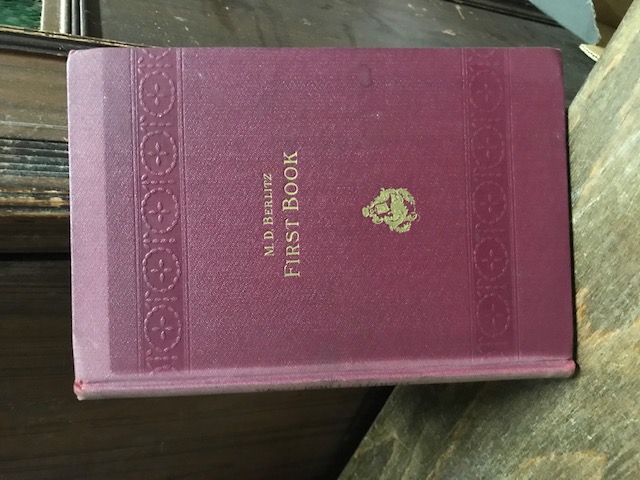 M. D. BERLITZ
FIRST BOOK